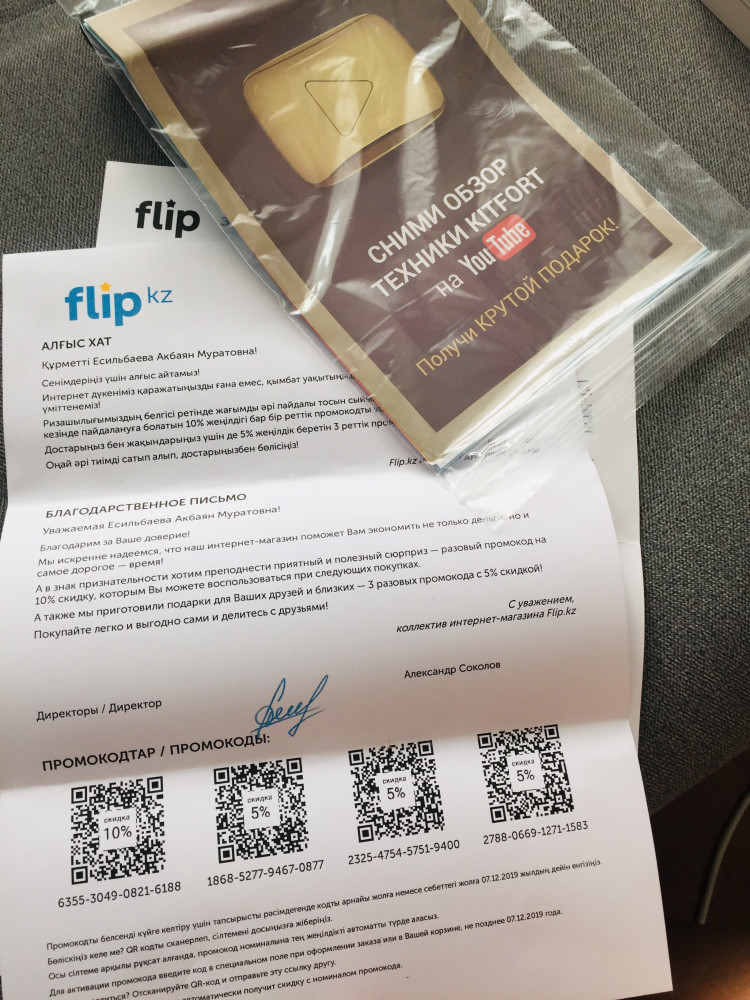 СНИМИ ОБЗОР
ТЕХНИКИ KITFORT
на YouTube
Получи КРУТОЙ ПОДАРОК!
flip
flip kz
АЛҒЫС ХАТ
Құрметті Есильбаева Акбаян Муратовна!
Сенімдеріңіз үшін алғыс айтамыз!
Интернет дүкеніміз қаражатыңызды ғана емес, қымбат
үміттенеміз!
Ризашылығымыздың белгісі ретінде жағымды әрі пайдалы тосын
кезінде пайдалануға болатын 10% жеңілдігі бар бір реттік промокодты
Достарыңыз бен жақындарыңыз үшін де 5% жеңілдік беретін 3 реттік
Оңай әрі тиімді сатып алып, достарыңызбен бөлісіңіз!
Flip.kz
БЛАГОДАРСТВЕННОЕ ПИСЬМО
Уважаемая Есильбаева Акбаян Муратовна!
Благодарим за Ваше доверие!
Мы искренне надеемся, что наш интернет-магазин поможет Вам экономить не только деньги, но и
самое дорогое — время!
А в знак признательности хотим преподнести приятный и полезный сюрприз — разовый промокод на
10% скидку, которым Вы можете воспользоваться при следующих покупках.
А также мы приготовили подарки для Ваших друзей и близких — 3 разовых промокода с 5% скидкой!
Покупайте легко и выгодно сами и делитесь с друзьями!
С уважением,
коллектив интернет-магазина Flip.kz
Директоры / Директор
Александр Соколов
ПРОМОКОДТАР / ПРОМОКОДЫ:
скидка 10%
скидка 5%
скидка 5%
скидка 5%
6355-3049-0821-6188
1868-5277-9467-0877
2325-4754-5751-9400
2788-0669-1271-1583
Промокодты белсенді күйге келтіру үшін тапсырысты рәсімдегенде кодты арнайы жолға немесе себеттегі жолға 07.12.2019 жылдың дейін енгізіңіз.
Бөліскіңіз келе ме? QR кодты сканерлеп, сілтемені досыңызға жіберіңіз.
Осы сілтеме арқылы рұқсат алғанда, промокод номиналына тең жеңілдікті автоматты түрде аласыз.
Для активации промокода введите код в специальном поле при оформлении заказа или в Вашей корзине, не позднее 07.12.2019 года.
Отсканируйте QR-код и отправьте эту ссылку другу.
автоматически получит скидку с номиналом промокода.